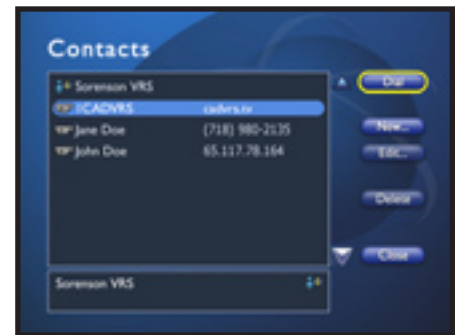 Contacts
Sorenson VRS
Dial
CADVRS cadvrs.tv
Jane Doe (718) 980-2135
New...
John Doe 65.117.78.164
Edit...
Delete
Close
Sorenson VRS